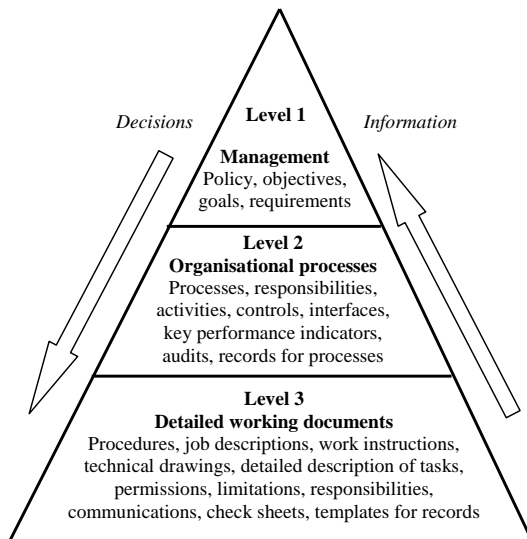 Decisions
Level 1
Information
Management
Policy, objectives,
goals, requirements
Level 2
Organisational processes
Processes, responsibilities,
activities, controls, interfaces,
key performance indicators,
audits, records for processes
Level 3
Detailed working documents
Procedures, job descriptions, work instructions,
technical drawings, detailed description of tasks,
permissions, limitations, responsibilities,
communications, check sheets, templates for records